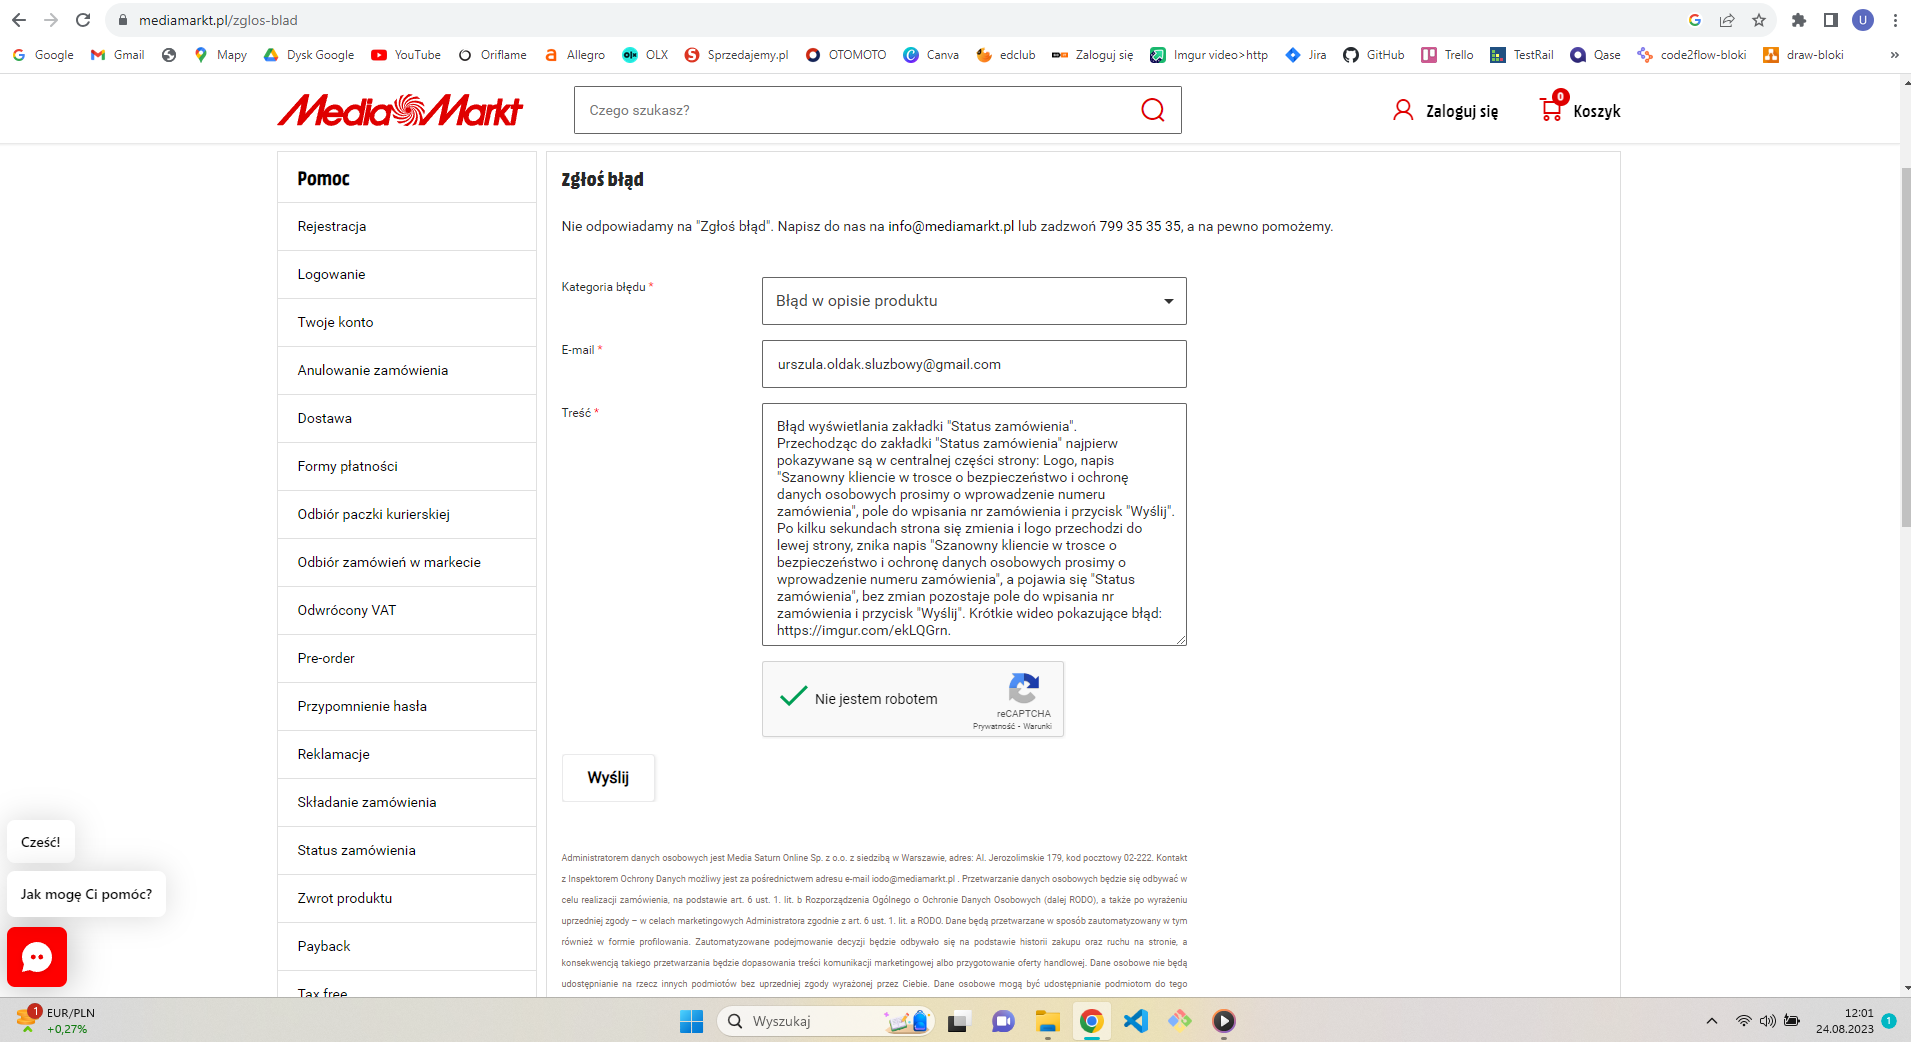 mediamarkt.pl/zglos-blad
U
Google
Gmail
Mapy
Dysk Google
YouTube
Oriflame
Allegro
OLX
Sprzedajemy.pl
OTOMOTO
Canva
edclub
Zaloguj się
Imgur video>http
Jira
GitHub
Trello
TestRail
Qase
code2flow-bloki
draw-bloki
»
Media Markt
Czego szukasz?
Zaloguj się
0
Koszyk
Pomoc
Rejestracja
Logowanie
Twoje konto
Anulowanie zamówienia
Dostawa
Formy płatności
Odbiór paczki kurierskiej
Odbiór zamówień w markecie
Odwrócony VAT
Pre-order
Przypomnienie hasła
Reklamacje
Składanie zamówienia
Status zamówienia
Zwrot produktu
Payback
Tax free
Zgłoś błąd
Nie odpowiadamy na "Zgłoś błąd". Napisz do nas na info@mediamarkt.pl lub zadzwoń 799 35 35 35, a na pewno pomożemy.
Kategoria błędu *
Błąd w opisie produktu
E-mail *
urszula.oldak.sluzbowy@gmail.com
Treść *
Błąd wyświetlania zakładki "Status zamówienia".
Przechodząc do zakładki "Status zamówienia" najpierw
pokazywane są w centralnej części strony: Logo, napis
"Szanowny kliencie w trosce o bezpieczeństwo i ochronę
danych osobowych prosimy o wprowadzenie numeru
zamówienia", pole do wpisania nr zamówienia i przycisk "Wyślij".
Po kilku sekundach strona się zmienia i logo przechodzi do
lewej strony, znika napis "Szanowny kliencie w trosce o
bezpieczeństwo i ochronę danych osobowych prosimy o
wprowadzenie numeru zamówienia", a pojawia się "Status
zamówienia", bez zmian pozostaje pole do wpisania nr
zamówienia i przycisk "Wyślij". Krótkie wideo pokazujące błąd:
https://imgur.com/ekLQGrn.
Nie jestem robotem
reCAPTCHA
Prywatność - Warunki
Wyślij
Administratorem danych osobowych jest Media Saturn Online Sp. z o.o. z siedzibą w Warszawie, adres: Al. Jerozolimskie 179, kod pocztowy 02-222. Kontakt
z Inspektorem Ochrony Danych możliwy jest za pośrednictwem adresu e-mail iodo@mediamarkt.pl . Przetwarzanie danych osobowych będzie się odbywać w
celu realizacji zamówienia, na podstawie art. 6 ust. 1. lit. b Rozporządzenia Ogólnego o Ochronie Danych Osobowych (dalej RODO), a także po wyrażeniu
uprzedniej zgody – w celach marketingowych Administratora zgodnie z art. 6 ust. 1. lit. a RODO. Dane będą przetwarzane w sposób zautomatyzowany w tym
również w formie profilowania. Zautomatyzowane podejmowanie decyzji będzie odbywało się na podstawie historii zakupu oraz ruchu na stronie, a
konsekwencją takiego przetwarzania będzie dopasowania treści komunikacji marketingowej albo przygotowanie oferty handlowej. Dane osobowe nie będą
udostępnianie na rzecz innych podmiotów bez uprzedniej zgody wyrażonej przez Ciebie. Dane osobowe mogą być udostępnianie podmiotom do tego
Cześć!
Jak mogę Ci pomóc?
1
EUR/PLN
+0,27%
Wyszukaj
12:01
24.08.2023
1